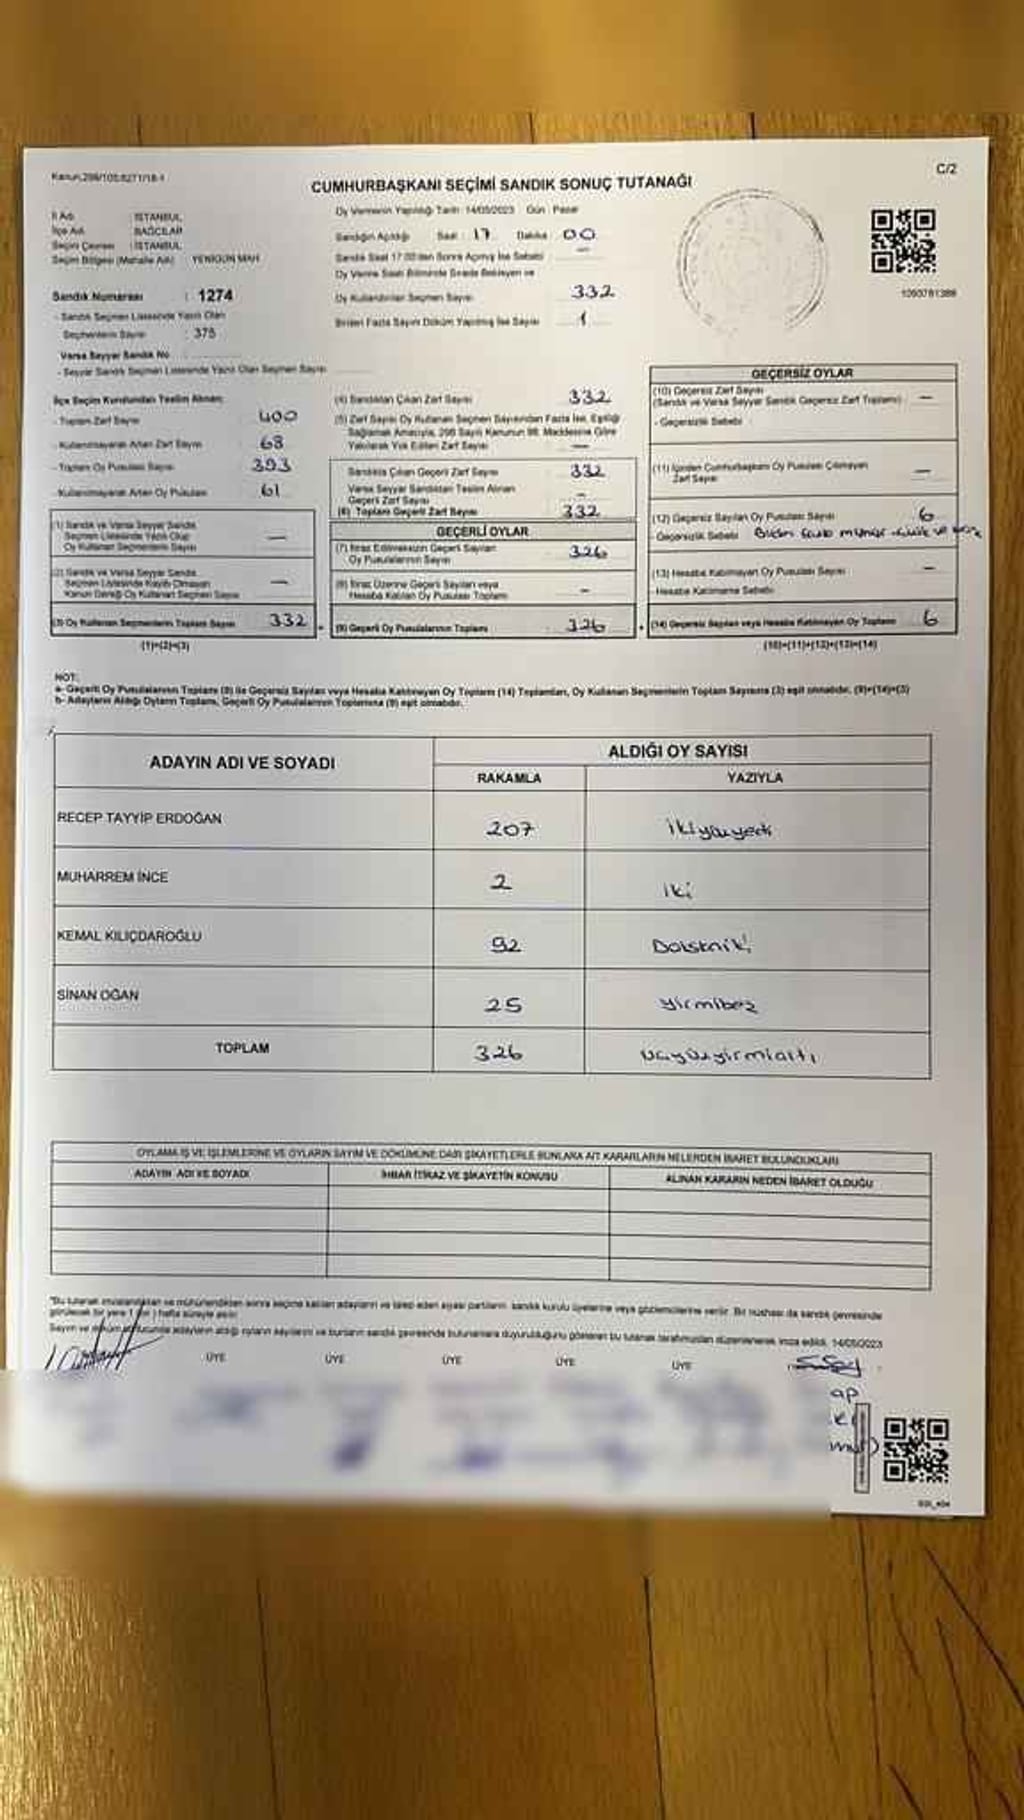 Kanun:298/105;6271/18-1
C/2
CUMHURBAŞKANI SEÇİMİ SANDIK SONUÇ TUTANAĞI
Oy Vermenin Yapıldığı Tarih: 14/05/2023 Gün: Pazar
İl Adı : İSTANBUL
İlçe Adı : BAĞCILAR
Seçim Çevresi : İSTANBUL
Seçim Bölgesi (Mahalle Adı) YENİGÜN MAH
Sandığın Açıldığı Saat : 17 Dakika 00
Sandık Saat 17:00'den Sonra Açılmış İse Sebebi —
Oy Verme Saati Bitiminde Sırada Bekleyen ve
Oy Kullandırılan Seçmen Sayısı 332
Birden Fazla Sayım Döküm Yapılmış İse Sayısı 1
Sandık Numarası : 1274
- Sandık Seçmen Listesinde Yazılı Olan
Seçmenlerin Sayısı : 375
Varsa Seyyar Sandık No
- Seyyar Sandık Seçmen Listesinde Yazılı Olan Seçmen Sayısı
İlçe Seçim Kurulundan Teslim Alınan:
- Toplam Zarf Sayısı 400
- Kullanılmayarak Artan Zarf Sayısı 68
- Toplam Oy Pusulası Sayısı 393
- Kullanılmayarak Artan Oy Pusulası 61
(1) Sandık ve Varsa Seyyar Sandık
Seçmen Listesinde Yazılı Olup
Oy Kullanan Seçmenlerin Sayısı —
(2) Sandık ve Varsa Seyyar Sandık
Seçmen Listesinde Kayıtlı Olmayan
Kanun Gereği Oy Kullanan Seçmen Sayısı —
(3) Oy Kullanan Seçmenlerin Toplam Sayısı 332
(1)+(2)=(3)
(4) Sandıktan Çıkan Zarf Sayısı 332
(5) Zarf Sayısı Oy Kullanan Seçmen Sayısından Fazla İse, Eşitliği
Sağlamak Amacıyla, 298 Sayılı Kanunun 98. Maddesine Göre
Yakılarak Yok Edilen Zarf Sayısı —
Sandıkta Çıkan Geçerli Zarf Sayısı 332
Varsa Seyyar Sandıktan Teslim Alınan
Geçerli Zarf Sayısı –
(6) Toplam Geçerli Zarf Sayısı 332
GEÇERLİ OYLAR
(7) İtiraz Edilmeksizin Geçerli Sayılan
Oy Pusulalarının Sayısı 326
(8) İtiraz Üzerine Geçerli Sayılan veya
Hesaba Katılan Oy Pusulası Toplamı –
(9) Geçerli Oy Pusulalarının Toplamı 326
GEÇERSİZ OYLAR
(10) Geçersiz Zarf Sayısı
(Sandık ve Varsa Seyyar Sandık Geçersiz Zarf Toplamı) —
- Geçersizlik Sebebi
(11) İçinden Cumhurbaşkanı Oy Pusulası Çıkmayan
Zarf Sayısı —
(12) Geçersiz Sayılan Oy Pusulası Sayısı 6
Geçersizlik Sebebi Birden fazla mühür
(13) Hesaba Katılmayan Oy Pusulası Sayısı –
- Hesaba Katılmama Sebebi
(14) Geçersiz Sayılan veya Hesaba Katılmayan Oy Toplamı 6
(10)+(11)+(12)+(13)=(14)
NOT:
a- Geçerli Oy Pusulalarının Toplamı (9) ile Geçersiz Sayılan veya Hesaba Katılmayan Oy Toplamı (14) Toplamları, Oy Kullanan Seçmenlerin Toplam Sayısına (3) eşit olmalıdır. (9)+(14)=(3)
b- Adayların Aldığı Oyların Toplamı, Geçerli Oy Pusulalarının Toplamına (9) eşit olmalıdır.
ADAYIN ADI VE SOYADI
ALDIĞI OY SAYISI
RAKAMLA
YAZIYLA
RECEP TAYYİP ERDOĞAN 207 ikiyüzyedi
MUHARREM İNCE 2 iki
KEMAL KILIÇDAROĞLU 92 Doksaniki
SİNAN OĞAN 25 yirmibeş
TOPLAM 326 üçyüzyirmialtı
OYLAMA İŞ VE İŞLEMLERİNE VE OYLARIN SAYIM VE DÖKÜMÜNE DAİR ŞİKAYETLERLE BUNLARA AİT KARARLARIN NELERDEN İBARET BULUNDUKLARI
ADAYIN ADI VE SOYADI
İHBAR İTİRAZ VE ŞİKAYETİN KONUSU
ALINAN KARARIN NEDEN İBARET OLDUĞU
"Bu tutanak imzalandıktan ve mühürlendikten sonra seçime katılan adayların ve talep eden siyasi partilerin sandık kurulu üyelerine veya gözlemcilerine verilir. Bir nüshası da sandık çevresinde
görülecek bir yere 1 (bir) hafta süreyle asılır.
Sayım ve döküm sonucunda adayların aldığı oyların sayılarını ve bunların sandık çevresinde bulunanlara duyurulduğunu gösteren bu tutanak tarafımızdan düzenlenerek imza edildi. 14/05/2023
ÜYE ÜYE ÜYE ÜYE ÜYE